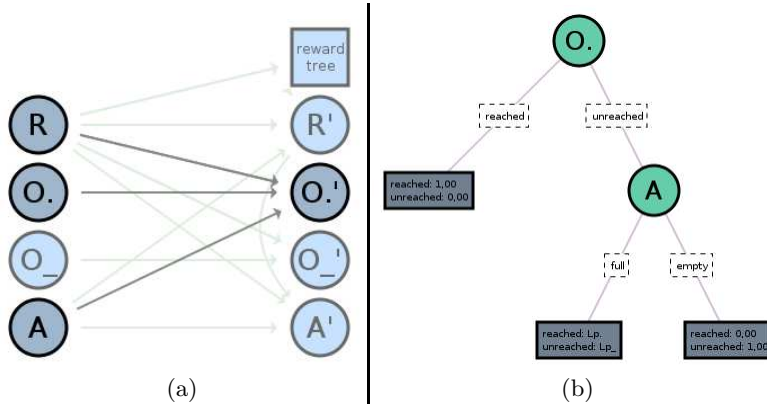 reward
tree
R
R'
O.
O.'
O_
O_'
A
A'
(a)
O.
reached
unreached
reached: 1,00
unreached: 0,00
A
full
empty
reached: Lp.
unreached: Lp_
reached: 0,00
unreached: 1,00
(b)